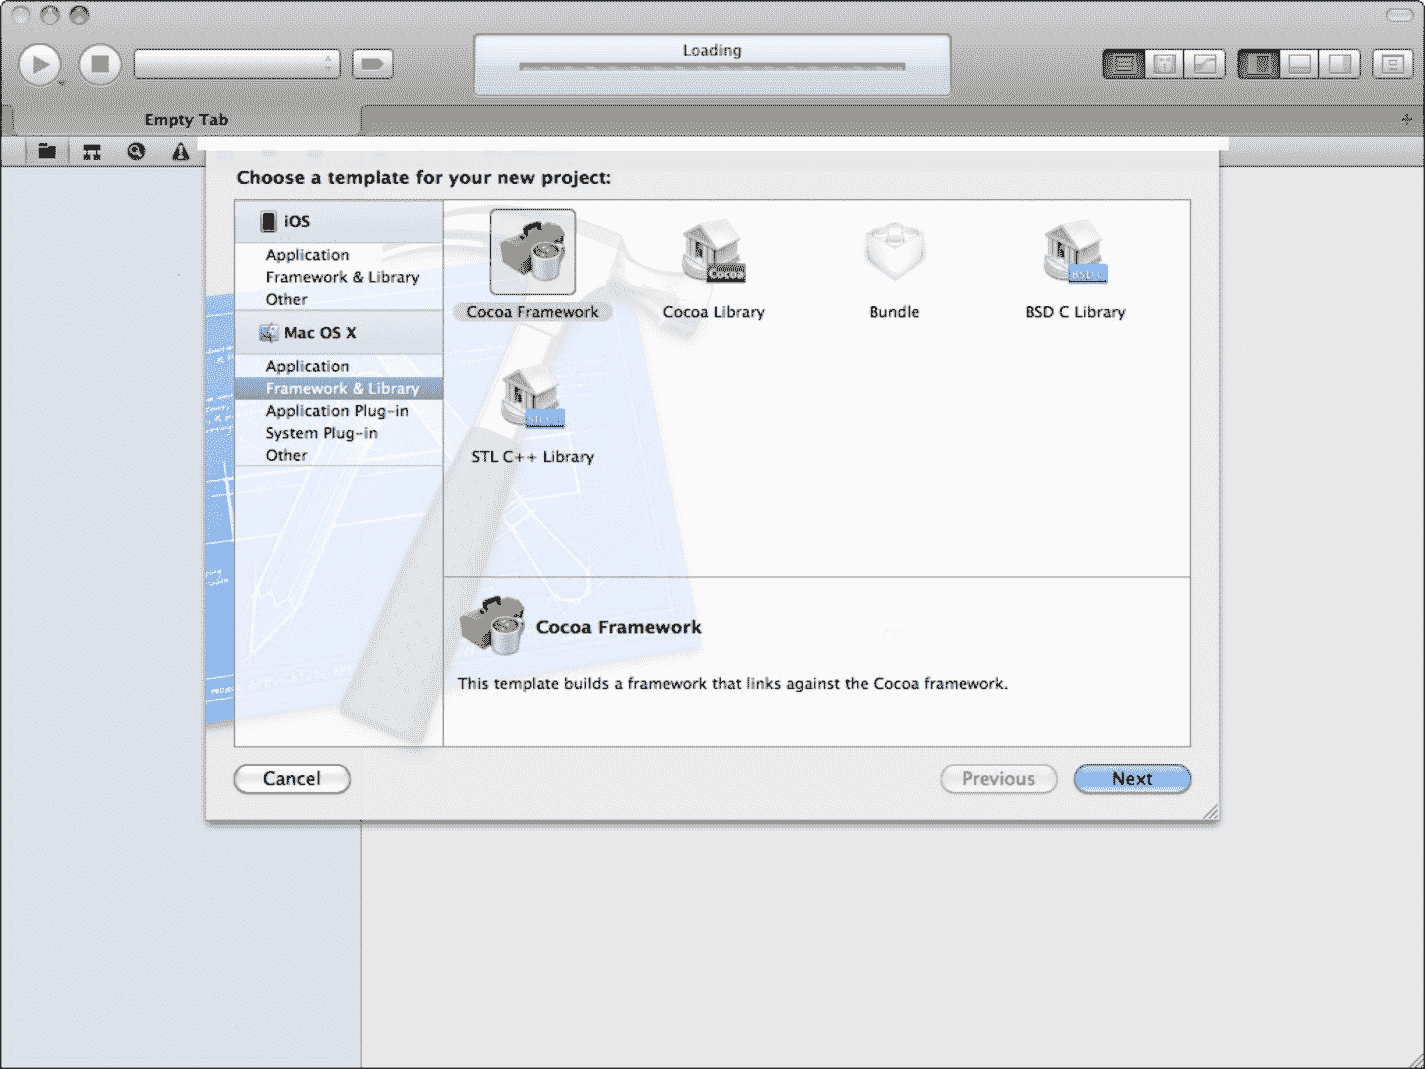 Loading
Empty Tab
Choose a template for your new project:
iOS
Application
Framework & Library
Other
Mac OS X
Application
Framework & Library
Application Plug-in
System Plug-in
Other
Cocoa
Cocoa Framework
Cocoa Library
Bundle
BSD C
BSD C Library
STL C++ Library
Cocoa Framework
This template builds a framework that links against the Cocoa framework.
Cancel
Previous
Next